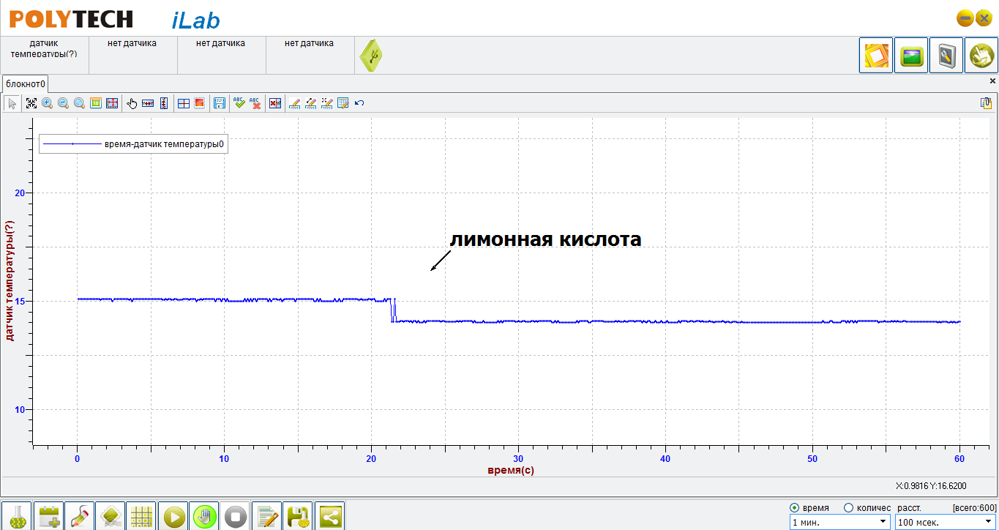 POLYTECH iLab
датчик температуры(?)
нет датчика
нет датчика
нет датчика
блокнот0
время-датчик температуры0
лимонная кислота
датчик температуры(?)
20
15
10
0 10 20 30 40 50 60
время(с)
X:0.9816 Y:16.6200
время количес расст. [всего:600]
1 мин. 100 мсек.